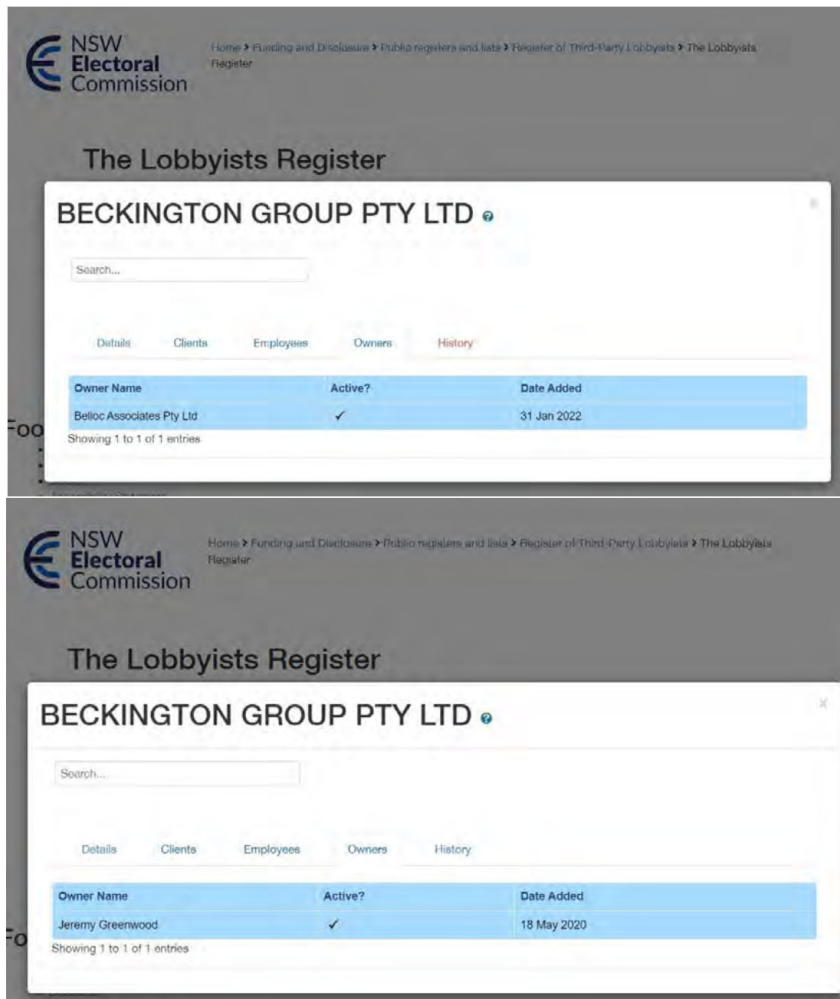 NSW
Electoral
Commission
Home > Funding and Disclosure > Public registers and lists > Register of Third-Party Lobbyists > The Lobbyists
Register
The Lobbyists Register
BECKINGTON GROUP PTY LTD ?
x
Search...
Details Clients Employees Owners History
Owner Name Active? Date Added
Belloc Associates Pty Ltd ✓ 31 Jan 2022
Foo
Showing 1 to 1 of 1 entries
NSW
Electoral
Commission
Home > Funding and Disclosure > Public registers and lists > Register of Third-Party Lobbyists > The Lobbyists
Register
The Lobbyists Register
BECKINGTON GROUP PTY LTD ?
x
Search...
Details Clients Employees Owners History
Owner Name Active? Date Added
Jeremy Greenwood ✓ 18 May 2020
Fo
Showing 1 to 1 of 1 entries